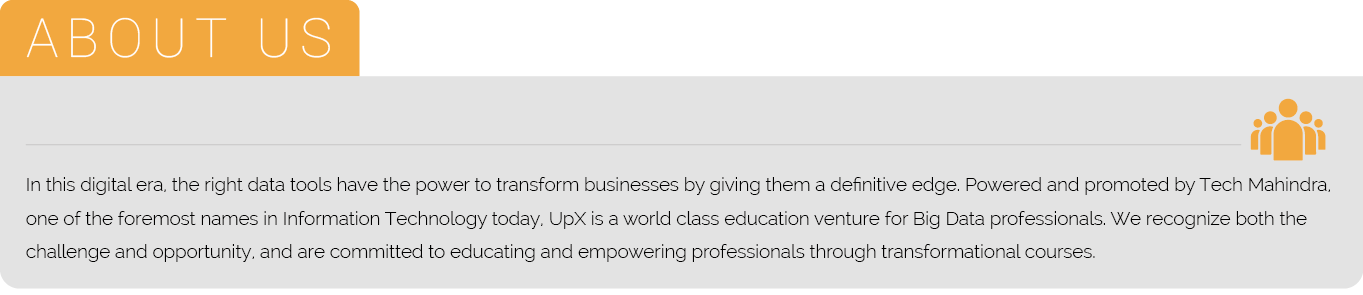 ABOUT US
In this digital era, the right data tools have the power to transform businesses by giving them a definitive edge. Powered and promoted by Tech Mahindra,
one of the foremost names in Information Technology today, UpX is a world class education venture for Big Data professionals. We recognize both the
challenge and opportunity, and are committed to educating and empowering professionals through transformational courses.